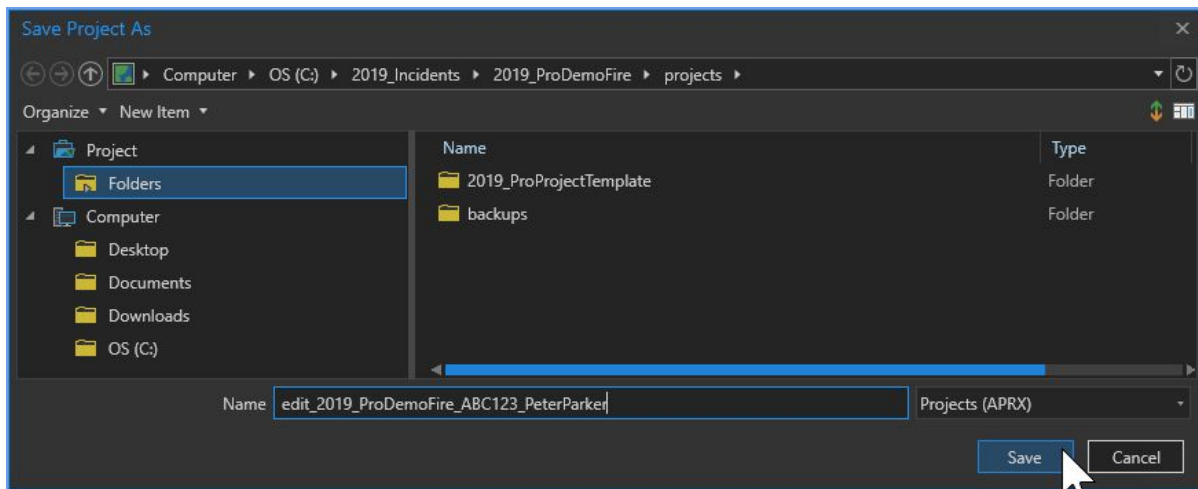 Save Project As
Computer OS (C:) 2019_Incidents 2019_ProDemoFire projects
Organize New Item
Project
Folders
Computer
Desktop
Documents
Downloads
OS (C:)
Name Type
2019_ProProjectTemplate Folder
backups Folder
Name edit_2019_ProDemoFire_ABC123_PeterParker Projects (APRX)
Save Cancel